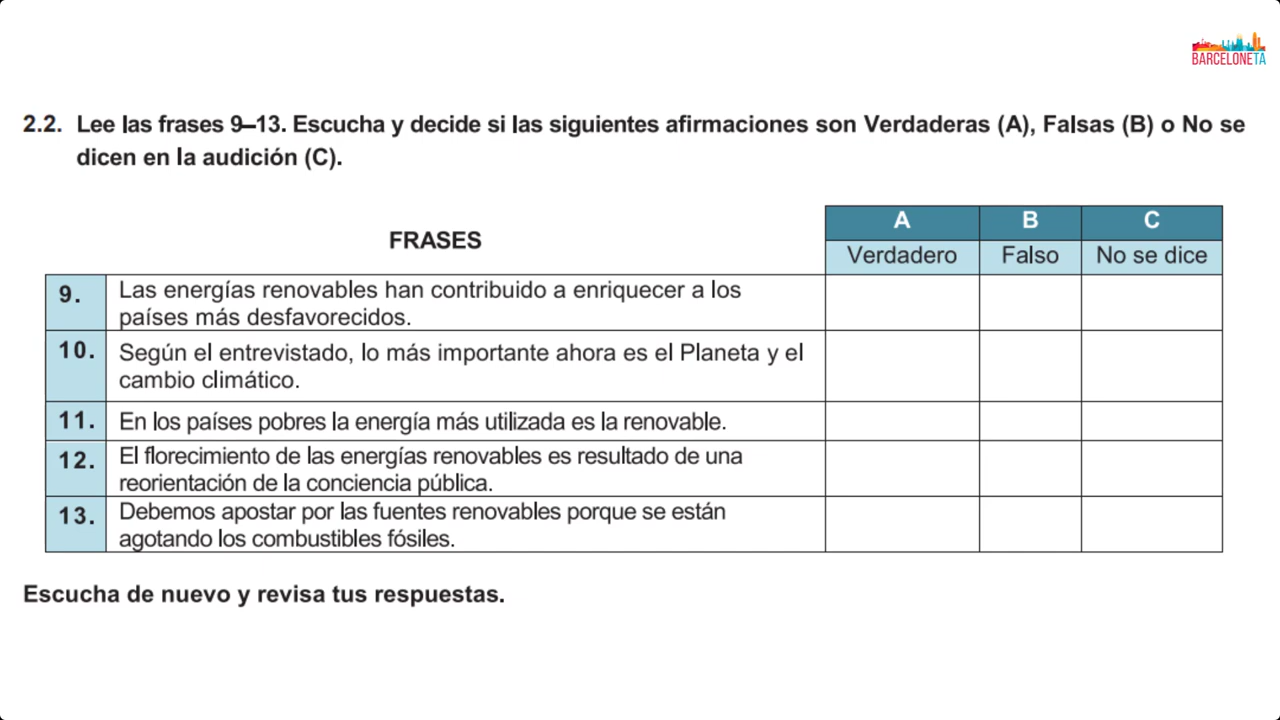 BARCELONETA
2.2. Lee las frases 9–13. Escucha y decide si las siguientes afirmaciones son Verdaderas (A), Falsas (B) o No se
dicen en la audición (C).
FRASES
A B C
Verdadero Falso No se dice
9. Las energías renovables han contribuido a enriquecer a los
países más desfavorecidos.
10. Según el entrevistado, lo más importante ahora es el Planeta y el
cambio climático.
11. En los países pobres la energía más utilizada es la renovable.
12. El florecimiento de las energías renovables es resultado de una
reorientación de la conciencia pública.
13. Debemos apostar por las fuentes renovables porque se están
agotando los combustibles fósiles.
Escucha de nuevo y revisa tus respuestas.